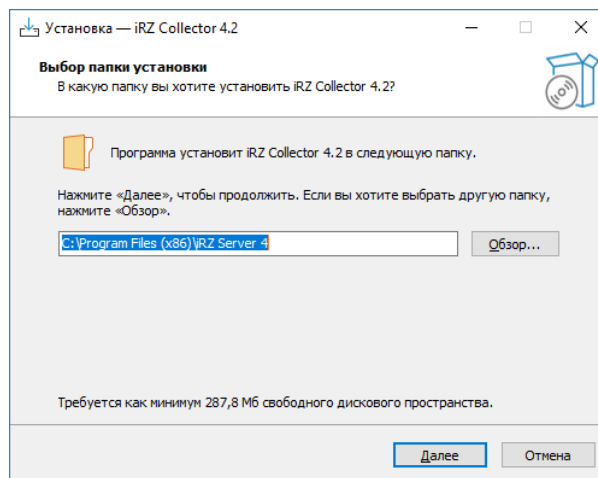 Установка — iRZ Collector 4.2
Выбор папки установки
В какую папку вы хотите установить iRZ Collector 4.2?
Программа установит iRZ Collector 4.2 в следующую папку.
Нажмите «Далее», чтобы продолжить. Если вы хотите выбрать другую папку,
нажмите «Обзор».
C:\Program Files (x86)\iRZ Server 4
Обзор...
Требуется как минимум 287,8 Мб свободного дискового пространства.
Далее
Отмена